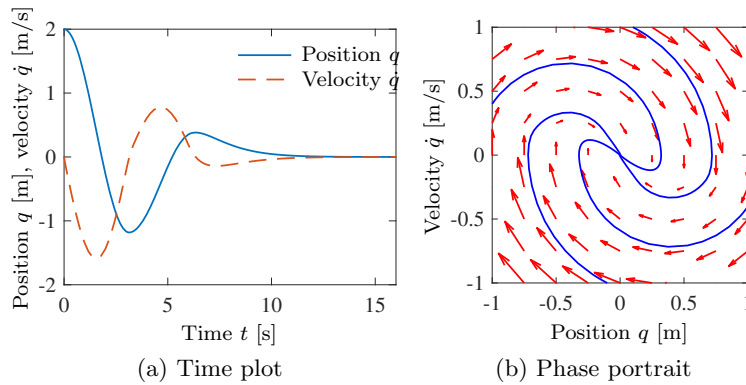 Position q [m], velocity q̇ [m/s]
2
1
0
-1
-2
0
5
10
15
Time t [s]
Position q
Velocity q̇
(a) Time plot
Velocity q̇ [m/s]
1
0.5
0
-0.5
-1
-1
-0.5
0
0.5
1
Position q [m]
(b) Phase portrait